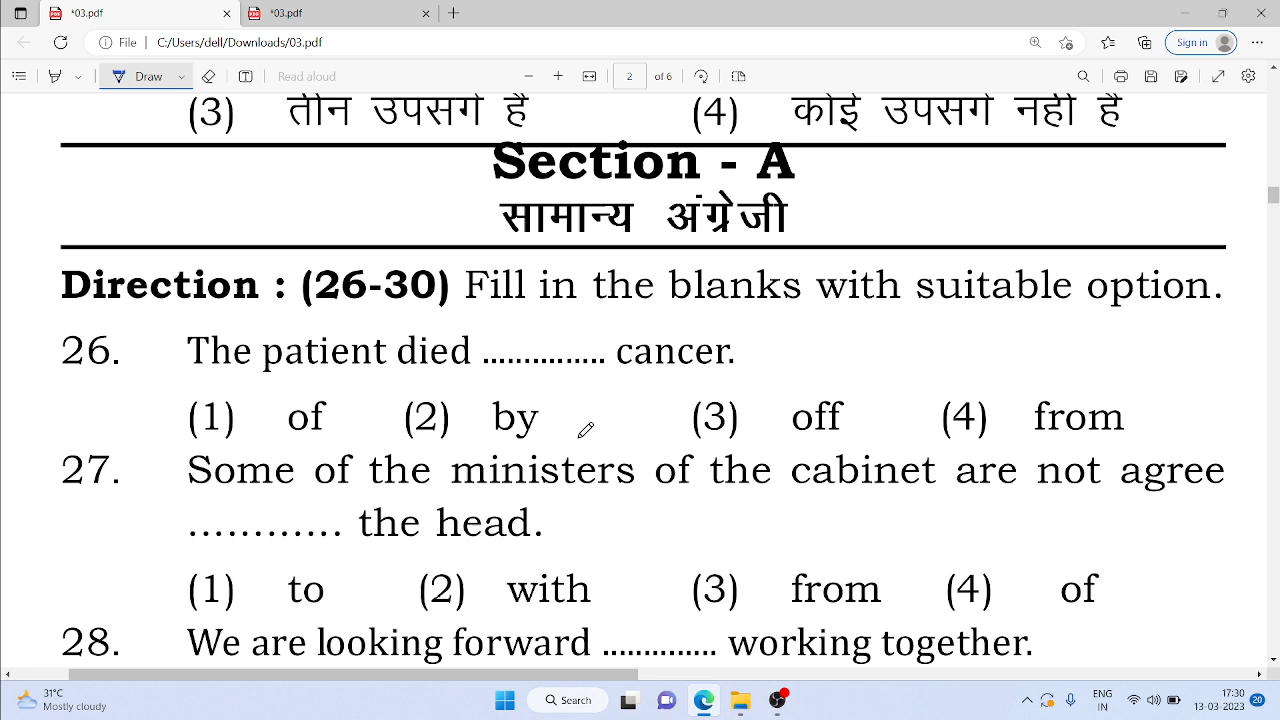 *03.pdf
*03.pdf
File | C:/Users/dell/Downloads/03.pdf
Sign in
Draw
Read aloud
2 of 6
(3) तीन उपसर्ग हैं (4) कोई उपसर्ग नहीं है
Section - A
सामान्य अंग्रेजी
Direction : (26-30) Fill in the blanks with suitable option.
26. The patient died ............... cancer.
(1) of (2) by (3) off (4) from
27. Some of the ministers of the cabinet are not agree
............ the head.
(1) to (2) with (3) from (4) of
28. We are looking forward .............. working together.
31°C
Mostly cloudy
Search
ENG
IN
17:30
13-03-2023
20